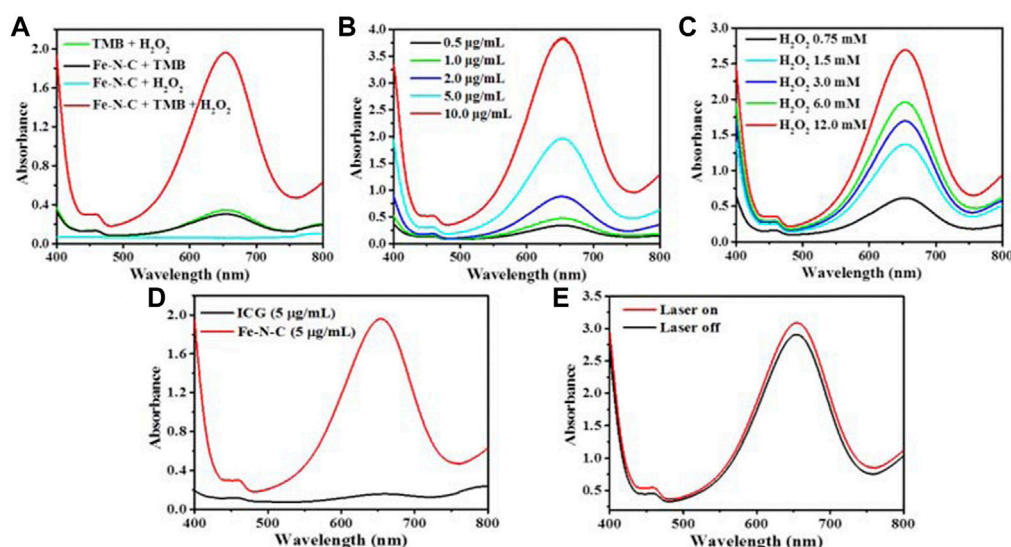 A
TMB + H₂O₂
Fe-N-C + TMB
Fe-N-C + H₂O₂
Fe-N-C + TMB + H₂O₂
2.0
1.6
1.2
0.8
0.4
0.0
Absorbance
400 500 600 700 800
Wavelength (nm)
B
0.5 μg/mL
1.0 μg/mL
2.0 μg/mL
5.0 μg/mL
10.0 μg/mL
4.0
3.5
3.0
2.5
2.0
1.5
1.0
0.5
0.0
Absorbance
400 500 600 700 800
Wavelength (nm)
C
H₂O₂ 0.75 mM
H₂O₂ 1.5 mM
H₂O₂ 3.0 mM
H₂O₂ 6.0 mM
H₂O₂ 12.0 mM
3.0
2.5
2.0
1.5
1.0
0.5
0.0
Absorbance
400 500 600 700 800
Wavelength (nm)
D
ICG (5 μg/mL)
Fe-N-C (5 μg/mL)
2.0
1.6
1.2
0.8
0.4
0.0
Absorbance
400 500 600 700 800
Wavelength (nm)
E
Laser on
Laser off
3.5
3.0
2.5
2.0
1.5
1.0
0.5
Absorbance
400 500 600 700 800
Wavelength (nm)